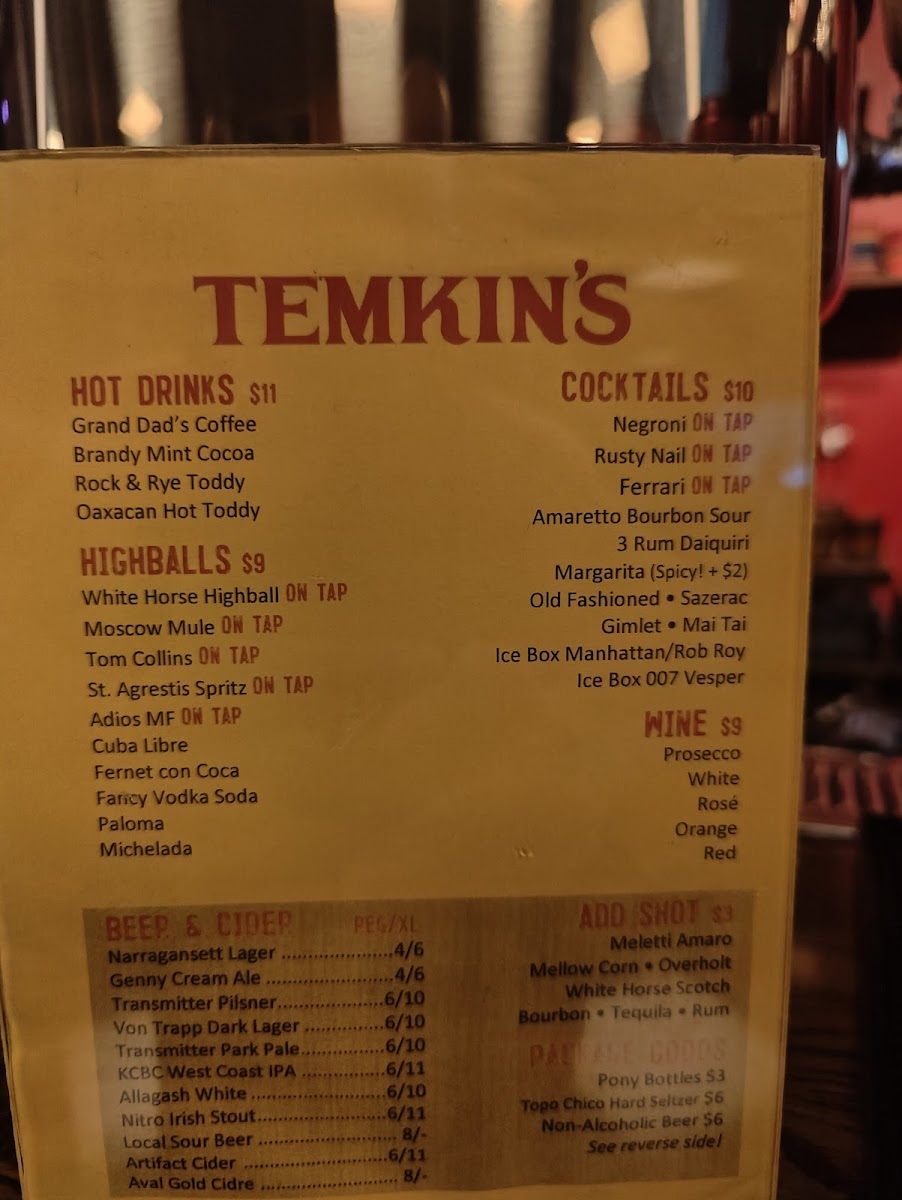 TEMKIN'S
HOT DRINKS $11
Grand Dad's Coffee
Brandy Mint Cocoa
Rock & Rye Toddy
Oaxacan Hot Toddy
HIGHBALLS $9
White Horse Highball ON TAP
Moscow Mule ON TAP
Tom Collins ON TAP
St. Agrestis Spritz ON TAP
Adios MF ON TAP
Cuba Libre
Fernet con Coca
Fancy Vodka Soda
Paloma
Michelada
COCKTAILS $10
Negroni ON TAP
Rusty Nail ON TAP
Ferrari ON TAP
Amaretto Bourbon Sour
3 Rum Daiquiri
Margarita (Spicy! + $2)
Old Fashioned • Sazerac
Gimlet • Mai Tai
Ice Box Manhattan/Rob Roy
Ice Box 007 Vesper
WINE $9
Prosecco
White
Rosé
Orange
Red
BEER & CIDER REG/XL
Narragansett Lager ....................4/6
Genny Cream Ale .......................4/6
Transmitter Pilsner....................6/10
Von Trapp Dark Lager ...............6/10
Transmitter Park Pale................6/10
KCBC West Coast IPA ................6/11
Allagash White .........................6/10
Nitro Irish Stout........................6/11
Local Sour Beer ......................... 8/-
Artifact Cider ..........................6/11
Aval Gold Cidre ......................... 8/-
ADD SHOT $3
Meletti Amaro
Mellow Corn • Overholt
White Horse Scotch
Bourbon • Tequila • Rum
PACKAGE GOODS
Pony Bottles $3
Topo Chico Hard Seltzer $6
Non-Alcoholic Beer $6
See reverse side!